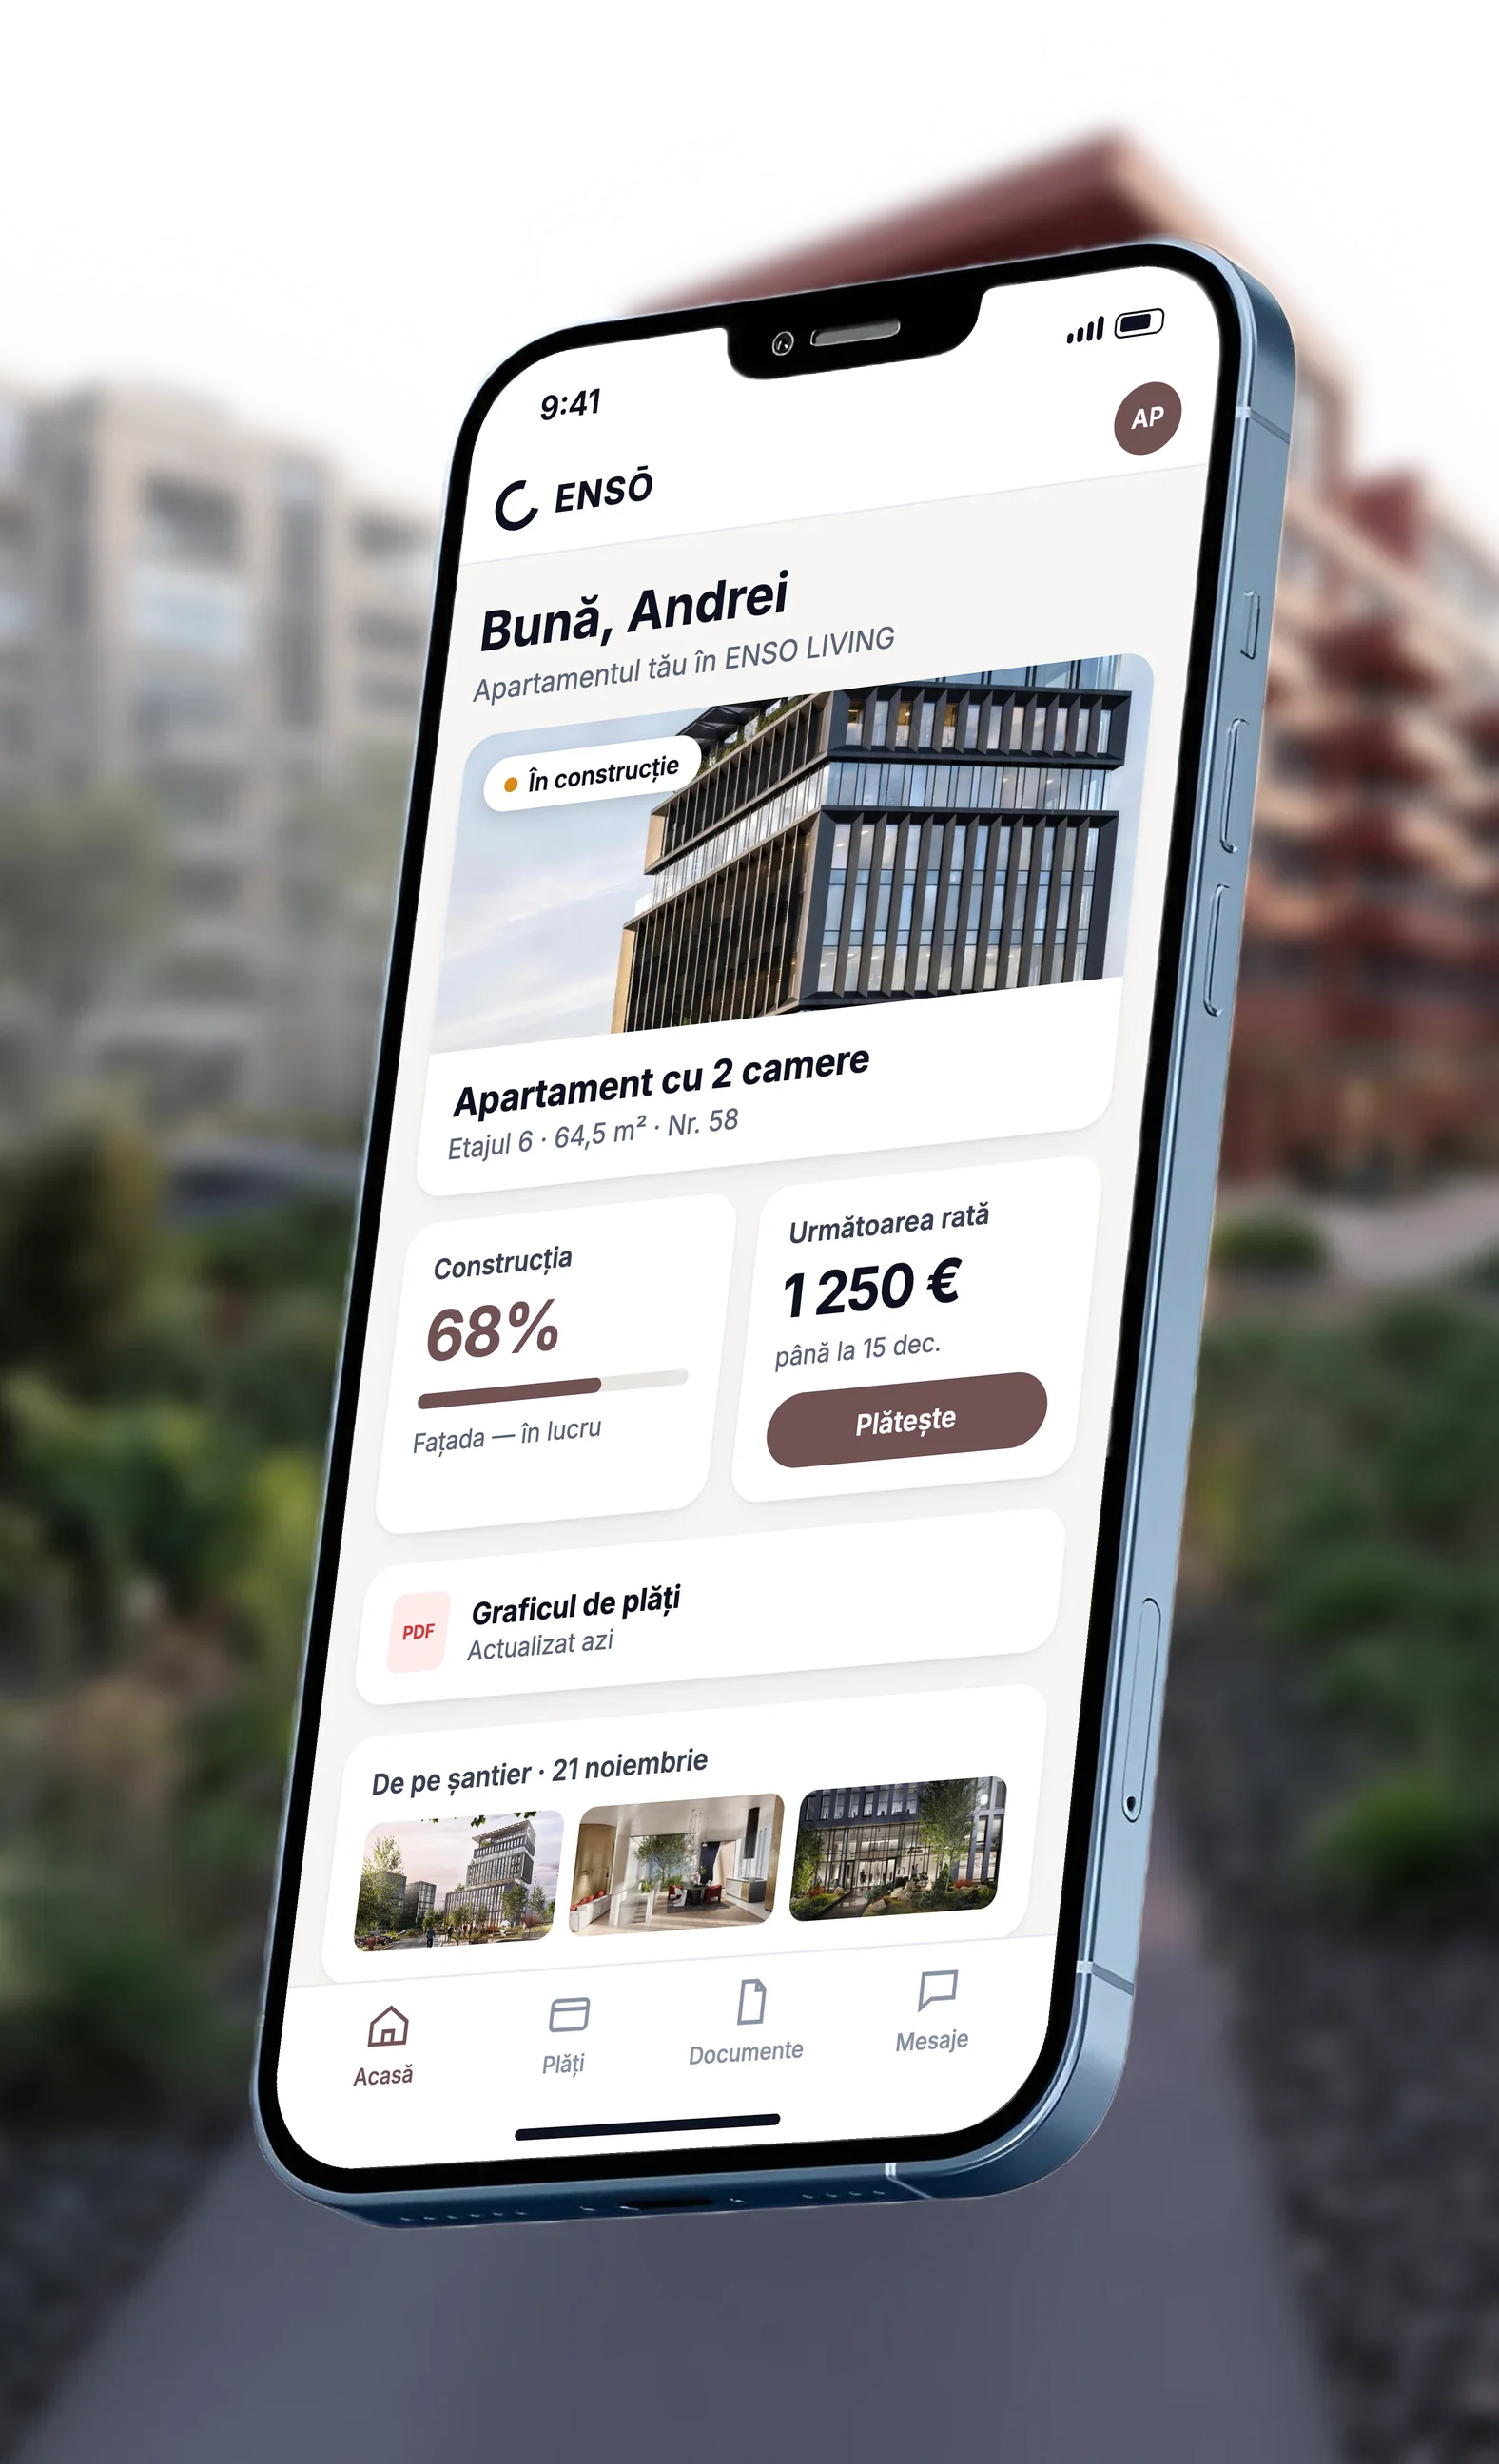 9:41
AP
ENSŌ
Bună, Andrei
Apartamentul tău în ENSO LIVING
În construcție
Apartament cu 2 camere
Etajul 6 · 64,5 m² · Nr. 58
Construcția
68%
Fațada — în lucru
Următoarea rată
1 250 €
până la 15 dec.
Plătește
PDF
Graficul de plăți
Actualizat azi
De pe șantier · 21 noiembrie
Acasă
Plăți
Documente
Mesaje